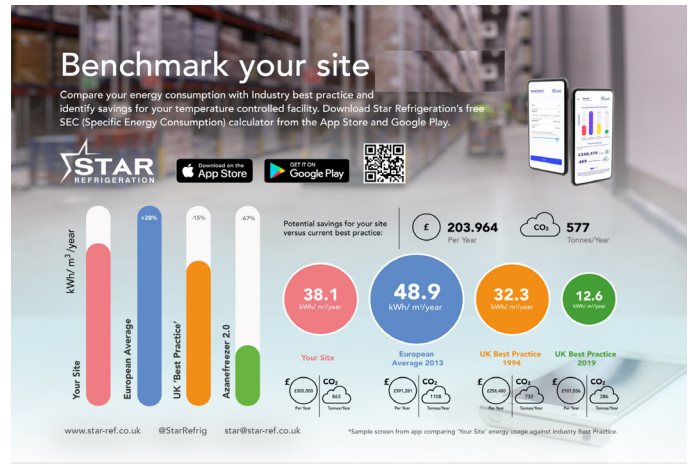 Benchmark your site
Compare your energy consumption with Industry best practice and
identify savings for your temperature controlled facility. Download Star Refrigeration's free
SEC (Specific Energy Consumption) calculator from the App Store and Google Play.
STAR
REFRIGERATION
Download on the
App Store
GET IT ON
Google Play
kWh/ m³/year
Your Site
+28%
European Average
-15%
UK 'Best Practice'
-67%
Azanefreezer 2.0
Potential savings for your site
versus current best practice:
£
203.964
Per Year
CO₂
577
Tonnes/Year
38.1
kWh/ m³/year
48.9
kWh/ m³/year
32.3
kWh/ m³/year
12.6
kWh/ m³/year
Your Site
European
Average 2013
UK Best Practice
1994
UK Best Practice
2019
£
£305,000
Per Year
CO₂
863
Tonnes/Year
£
£391,281
Per Year
CO₂
1108
Tonnes/Year
£
£258,480
Per Year
CO₂
732
Tonnes/Year
£
£101,036
Per Year
CO₂
286
Tonnes/Year
www.star-ref.co.uk
@StarRefrig
star@star-ref.co.uk
*Sample screen from app comparing 'Your Site' energy usage against Industry Best Practice.